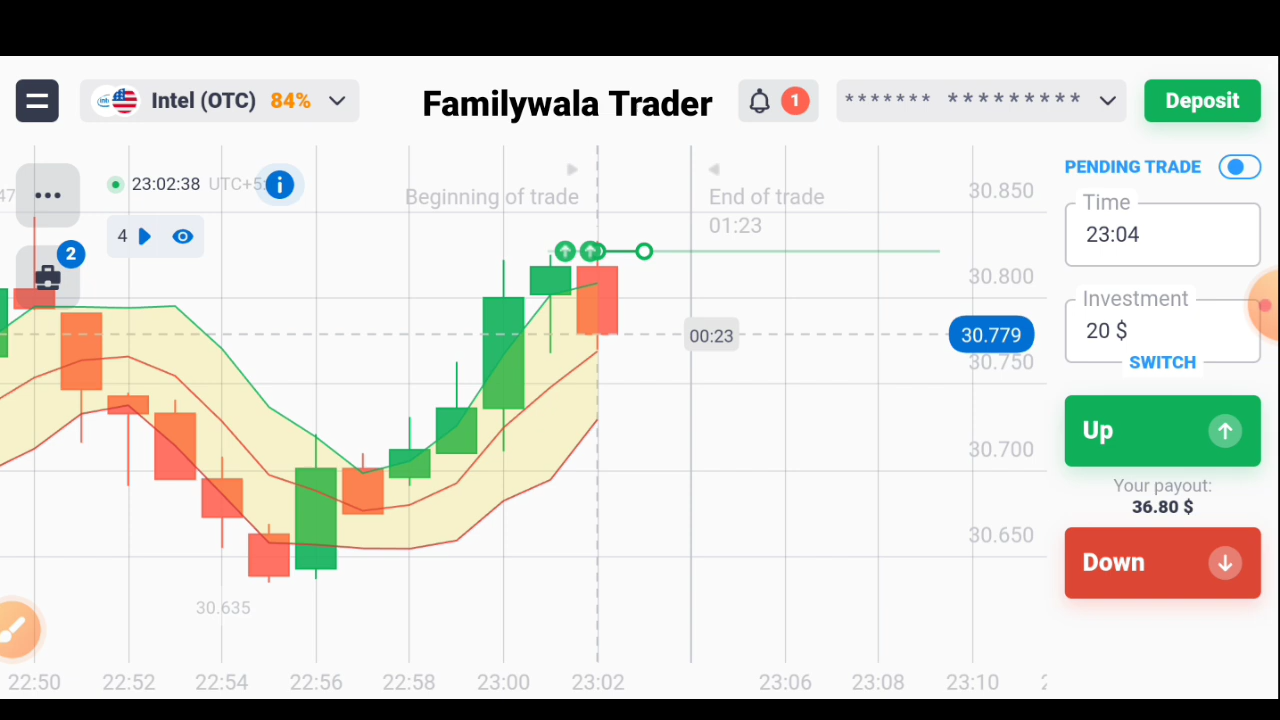 Intel (OTC) 84%
Familywala Trader
1
******* *********
Deposit
47
23:02:38 UTC+5:
i
4
2
Beginning of trade
End of trade
01:23
30.850
30.800
30.779
30.750
30.700
30.650
00:23
30.635
PENDING TRADE
Time
23:04
Investment
20 $
SWITCH
Up
Your payout:
36.80 $
Down
22:50 22:52 22:54 22:56 22:58 23:00 23:02 23:06 23:08 23:10